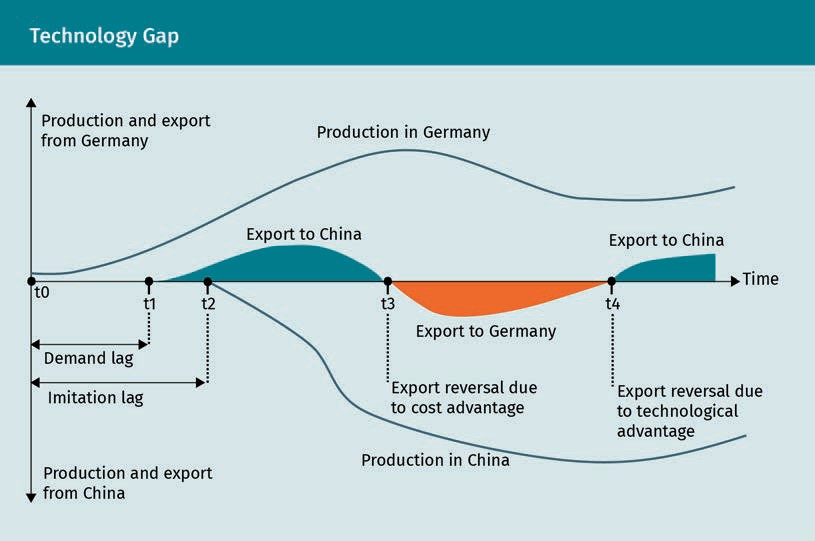 Technology Gap
Production and export
from Germany
Production in Germany
Export to China
Export to China
Time
t0
t1
t2
t3
t4
Export to Germany
Demand lag
Imitation lag
Export reversal due
to cost advantage
Export reversal due
to technological
advantage
Production in China
Production and export
from China